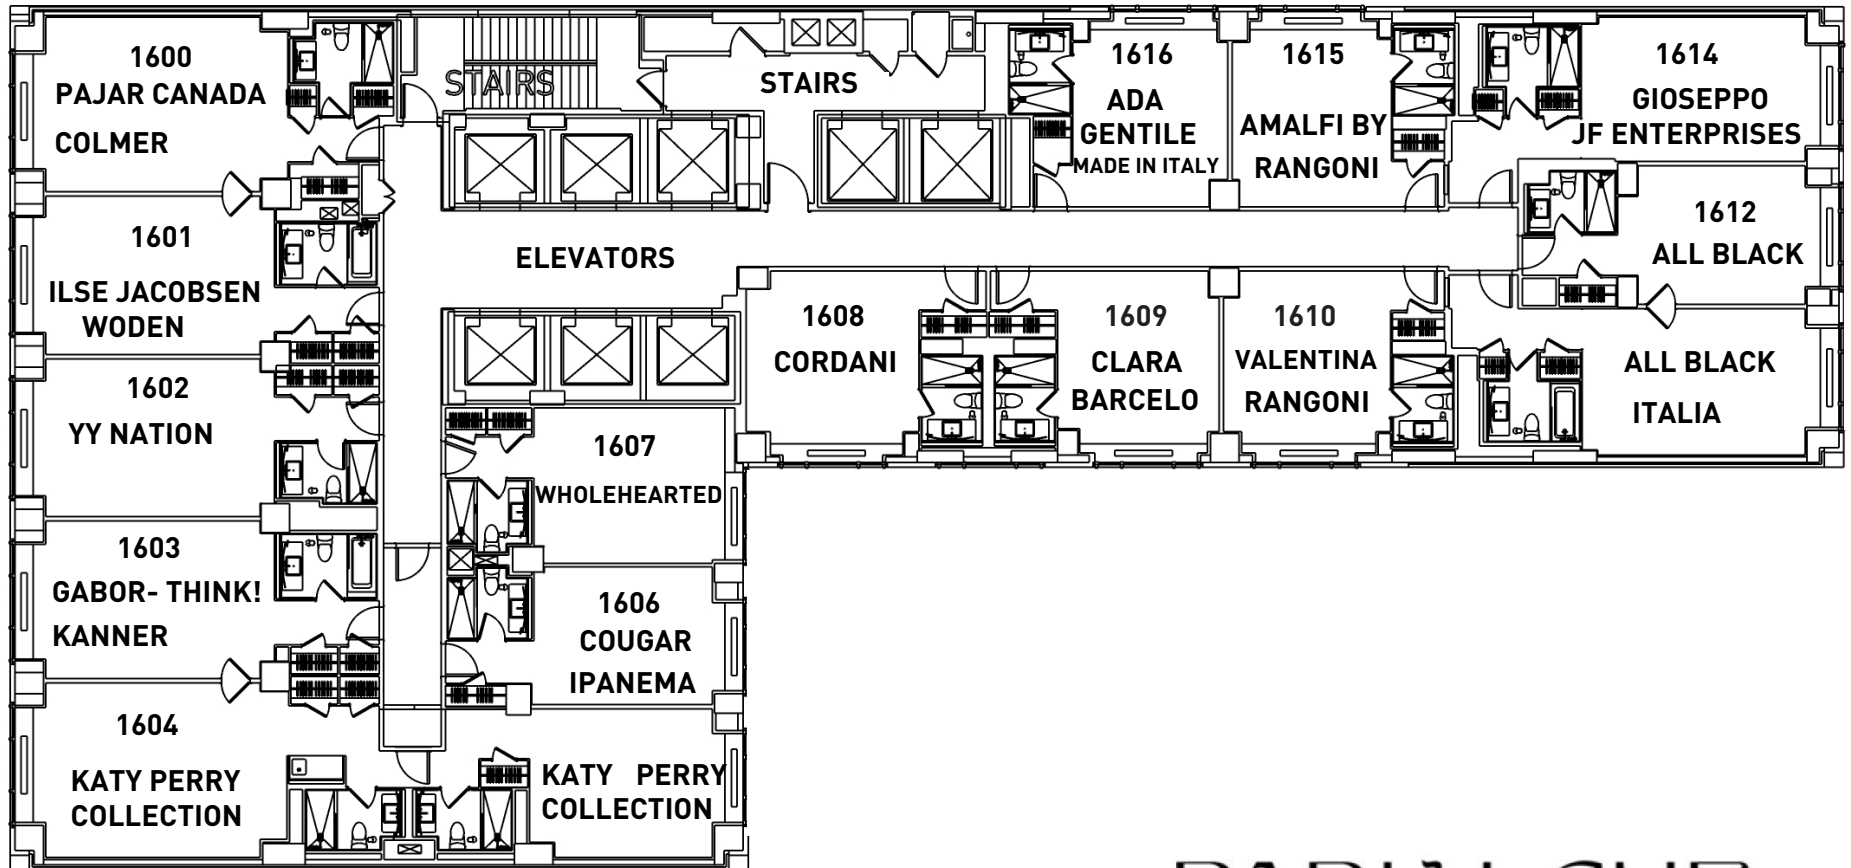 1600
PAJAR CANADA
COLMER
STAIRS
STAIRS
1616
ADA
GENTILE
MADE IN ITALY
1615
AMALFI BY
RANGONI
1614
GIOSEPPO
JF ENTERPRISES
1601
ILSE JACOBSEN
WODEN
ELEVATORS
1612
ALL BLACK
1602
YY NATION
1608
CORDANI
1609
CLARA
BARCELO
1610
VALENTINA
RANGONI
ALL BLACK
ITALIA
1607
WHOLEHEARTED
1603
GABOR- THINK!
KANNER
1606
COUGAR
IPANEMA
1604
KATY PERRY
COLLECTION
KATY PERRY
COLLECTION